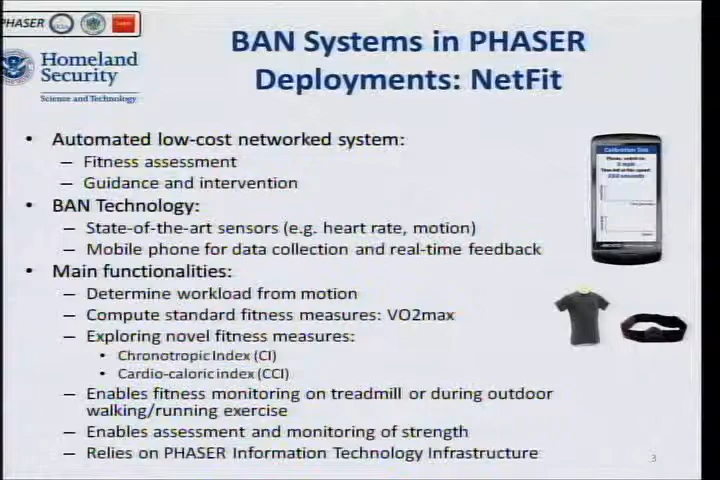 PHASER
Homeland
Security
Science and Technology
BAN Systems in PHASER
Deployments: NetFit
• Automated low-cost networked system:
– Fitness assessment
– Guidance and intervention
• BAN Technology:
– State-of-the-art sensors (e.g. heart rate, motion)
– Mobile phone for data collection and real-time feedback
• Main functionalities:
– Determine workload from motion
– Compute standard fitness measures: VO2max
– Exploring novel fitness measures:
• Chronotropic Index (CI)
• Cardio-caloric index (CCI)
– Enables fitness monitoring on treadmill or during outdoor
walking/running exercise
– Enables assessment and monitoring of strength
– Relies on PHASER Information Technology Infrastructure
Calibration Test
3